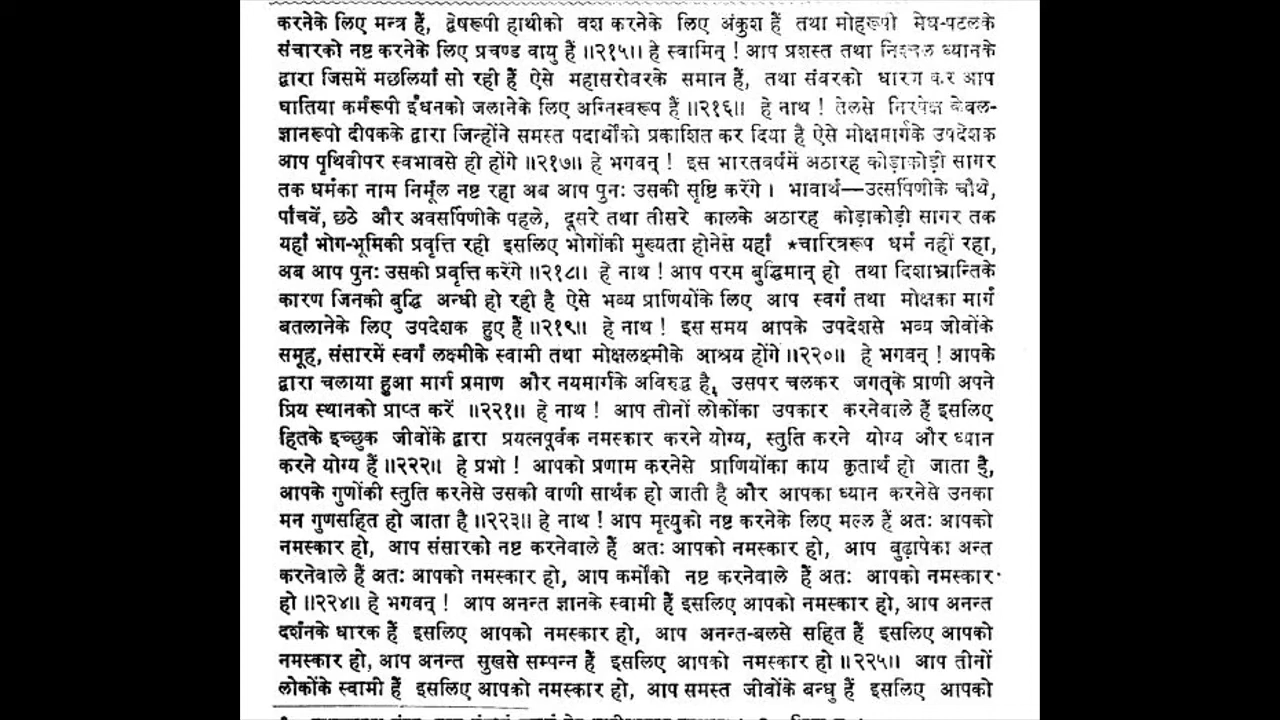 करनेके लिए मन्त्र हैं, द्वेषरूपी हाथीको वश करनेके लिए अंकुश हैं तथा मोहरूपी मेघ-पटलके
संचारको नष्ट करनेके लिए प्रचण्ड वायु हैं ॥२१५॥ हे स्वामिन् ! आप प्रशस्त तथा निश्चल ध्यानके
द्वारा जिसमें मछलियाँ सो रही हैं ऐसे महासरोवरके समान हैं, तथा संवरको धारण कर आप
घातिया कर्मरूपी ईंधनको जलानेके लिए अग्निस्वरूप हैं ॥२१६॥ हे नाथ ! तेलसे निरपेक्ष केवल-
ज्ञानरूपी दीपकके द्वारा जिन्होंने समस्त पदार्थोंको प्रकाशित कर दिया है ऐसे मोक्षमार्गके उपदेशक
आप पृथिवीपर स्वभावसे ही होंगे ॥२१७॥ हे भगवन् ! इस भारतवर्षमें अठारह कोड़ाकोड़ी सागर
तक धर्मका नाम निर्मूल नष्ट रहा अब आप पुनः उसकी सृष्टि करेंगे । भावार्थ—उत्सर्पिणीके चौथे,
पाँचवें, छठे और अवसर्पिणीके पहले, दूसरे तथा तीसरे कालके अठारह कोड़ाकोड़ी सागर तक
यहाँ भोग-भूमिकी प्रवृत्ति रही इसलिए भोगोंकी मुख्यता होनेसे यहाँ *चारित्ररूप धर्म नहीं रहा,
अब आप पुनः उसकी प्रवृत्ति करेंगे ॥२१८॥ हे नाथ ! आप परम बुद्धिमान् हो तथा दिशाभ्रान्तिके
कारण जिनकी बुद्धि अन्धी हो रही है ऐसे भव्य प्राणियोंके लिए आप स्वर्ग तथा मोक्षका मार्ग
बतलानेके लिए उपदेशक हुए हैं ॥२१९॥ हे नाथ ! इस समय आपके उपदेशसे भव्य जीवोंके
समूह, संसारमें स्वर्ग लक्ष्मीके स्वामी तथा मोक्षलक्ष्मीके आश्रय होंगे ॥२२०॥ हे भगवन् ! आपके
द्वारा चलाया हुआ मार्ग प्रमाण और नयमार्गके अविरुद्ध है, उसपर चलकर जगत्के प्राणी अपने
प्रिय स्थानको प्राप्त करें ॥२२१॥ हे नाथ ! आप तीनों लोकोंका उपकार करनेवाले हैं इसलिए
हितके इच्छुक जीवोंके द्वारा प्रयत्नपूर्वक नमस्कार करने योग्य, स्तुति करने योग्य और ध्यान
करने योग्य हैं ॥२२२॥ हे प्रभो ! आपको प्रणाम करनेसे प्राणियोंका काय कृतार्थ हो जाता है,
आपके गुणोंकी स्तुति करनेसे उसकी वाणी सार्थक हो जाती है और आपका ध्यान करनेसे उनका
मन गुणसहित हो जाता है ॥२२३॥ हे नाथ ! आप मृत्युको नष्ट करनेके लिए मल्ल हैं अतः आपको
नमस्कार हो, आप संसारको नष्ट करनेवाले हैं अतः आपको नमस्कार हो, आप बुढ़ापेका अन्त
करनेवाले हैं अतः आपको नमस्कार हो, आप कर्मोंको नष्ट करनेवाले हैं अतः आपको नमस्कार
हो ॥२२४॥ हे भगवन् ! आप अनन्त ज्ञानके स्वामी हैं इसलिए आपको नमस्कार हो, आप अनन्त
दर्शनके धारक हैं इसलिए आपको नमस्कार हो, आप अनन्त-बलसे सहित हैं इसलिए आपको
नमस्कार हो, आप अनन्त सुखसे सम्पन्न हैं इसलिए आपको नमस्कार हो ॥२२५॥ आप तीनों
लोकोंके स्वामी हैं इसलिए आपको नमस्कार हो, आप समस्त जीवोंके बन्धु हैं इसलिए आपको